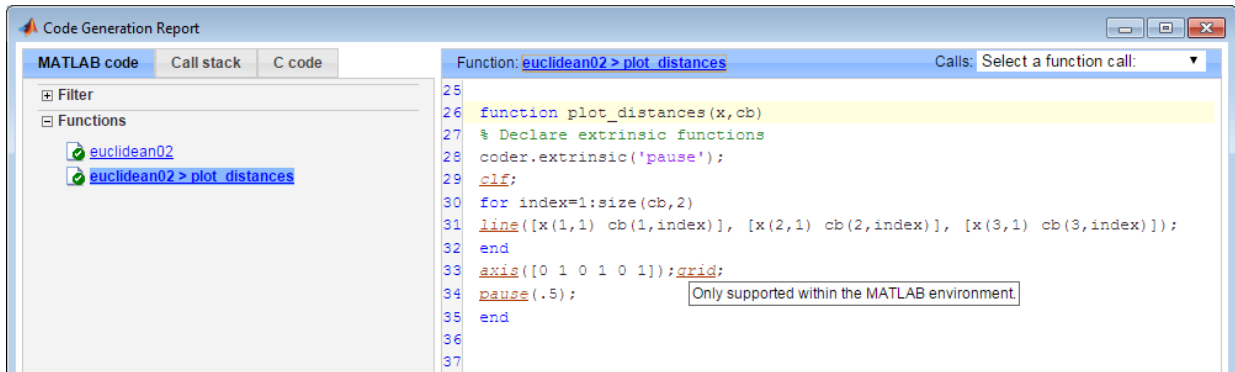 Code Generation Report
MATLAB code Call stack C code
Function: euclidean02 > plot_distances Calls: Select a function call:
Filter
Functions
euclidean02
euclidean02 > plot_distances
25
26 function plot_distances(x,cb)
27 % Declare extrinsic functions
28 coder.extrinsic('pause');
29 clf;
30 for index=1:size(cb,2)
31 line([x(1,1) cb(1,index)], [x(2,1) cb(2,index)], [x(3,1) cb(3,index)]);
32 end
33 axis([0 1 0 1 0 1]);grid;
34 pause(.5);
Only supported within the MATLAB environment.
35 end
36
37